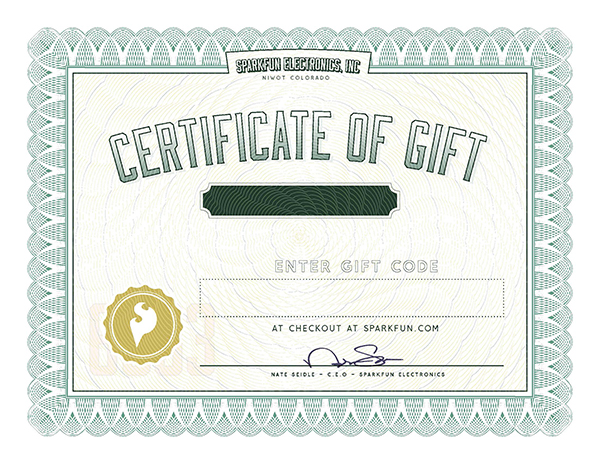 SPARKFUN ELECTRONICS, INC
NIWOT COLORADO
CERTIFICATE OF GIFT
ENTER GIFT CODE
AT CHECKOUT AT SPARKFUN.COM
NATE SEIDLE - C.E.O - SPARKFUN ELECTRONICS